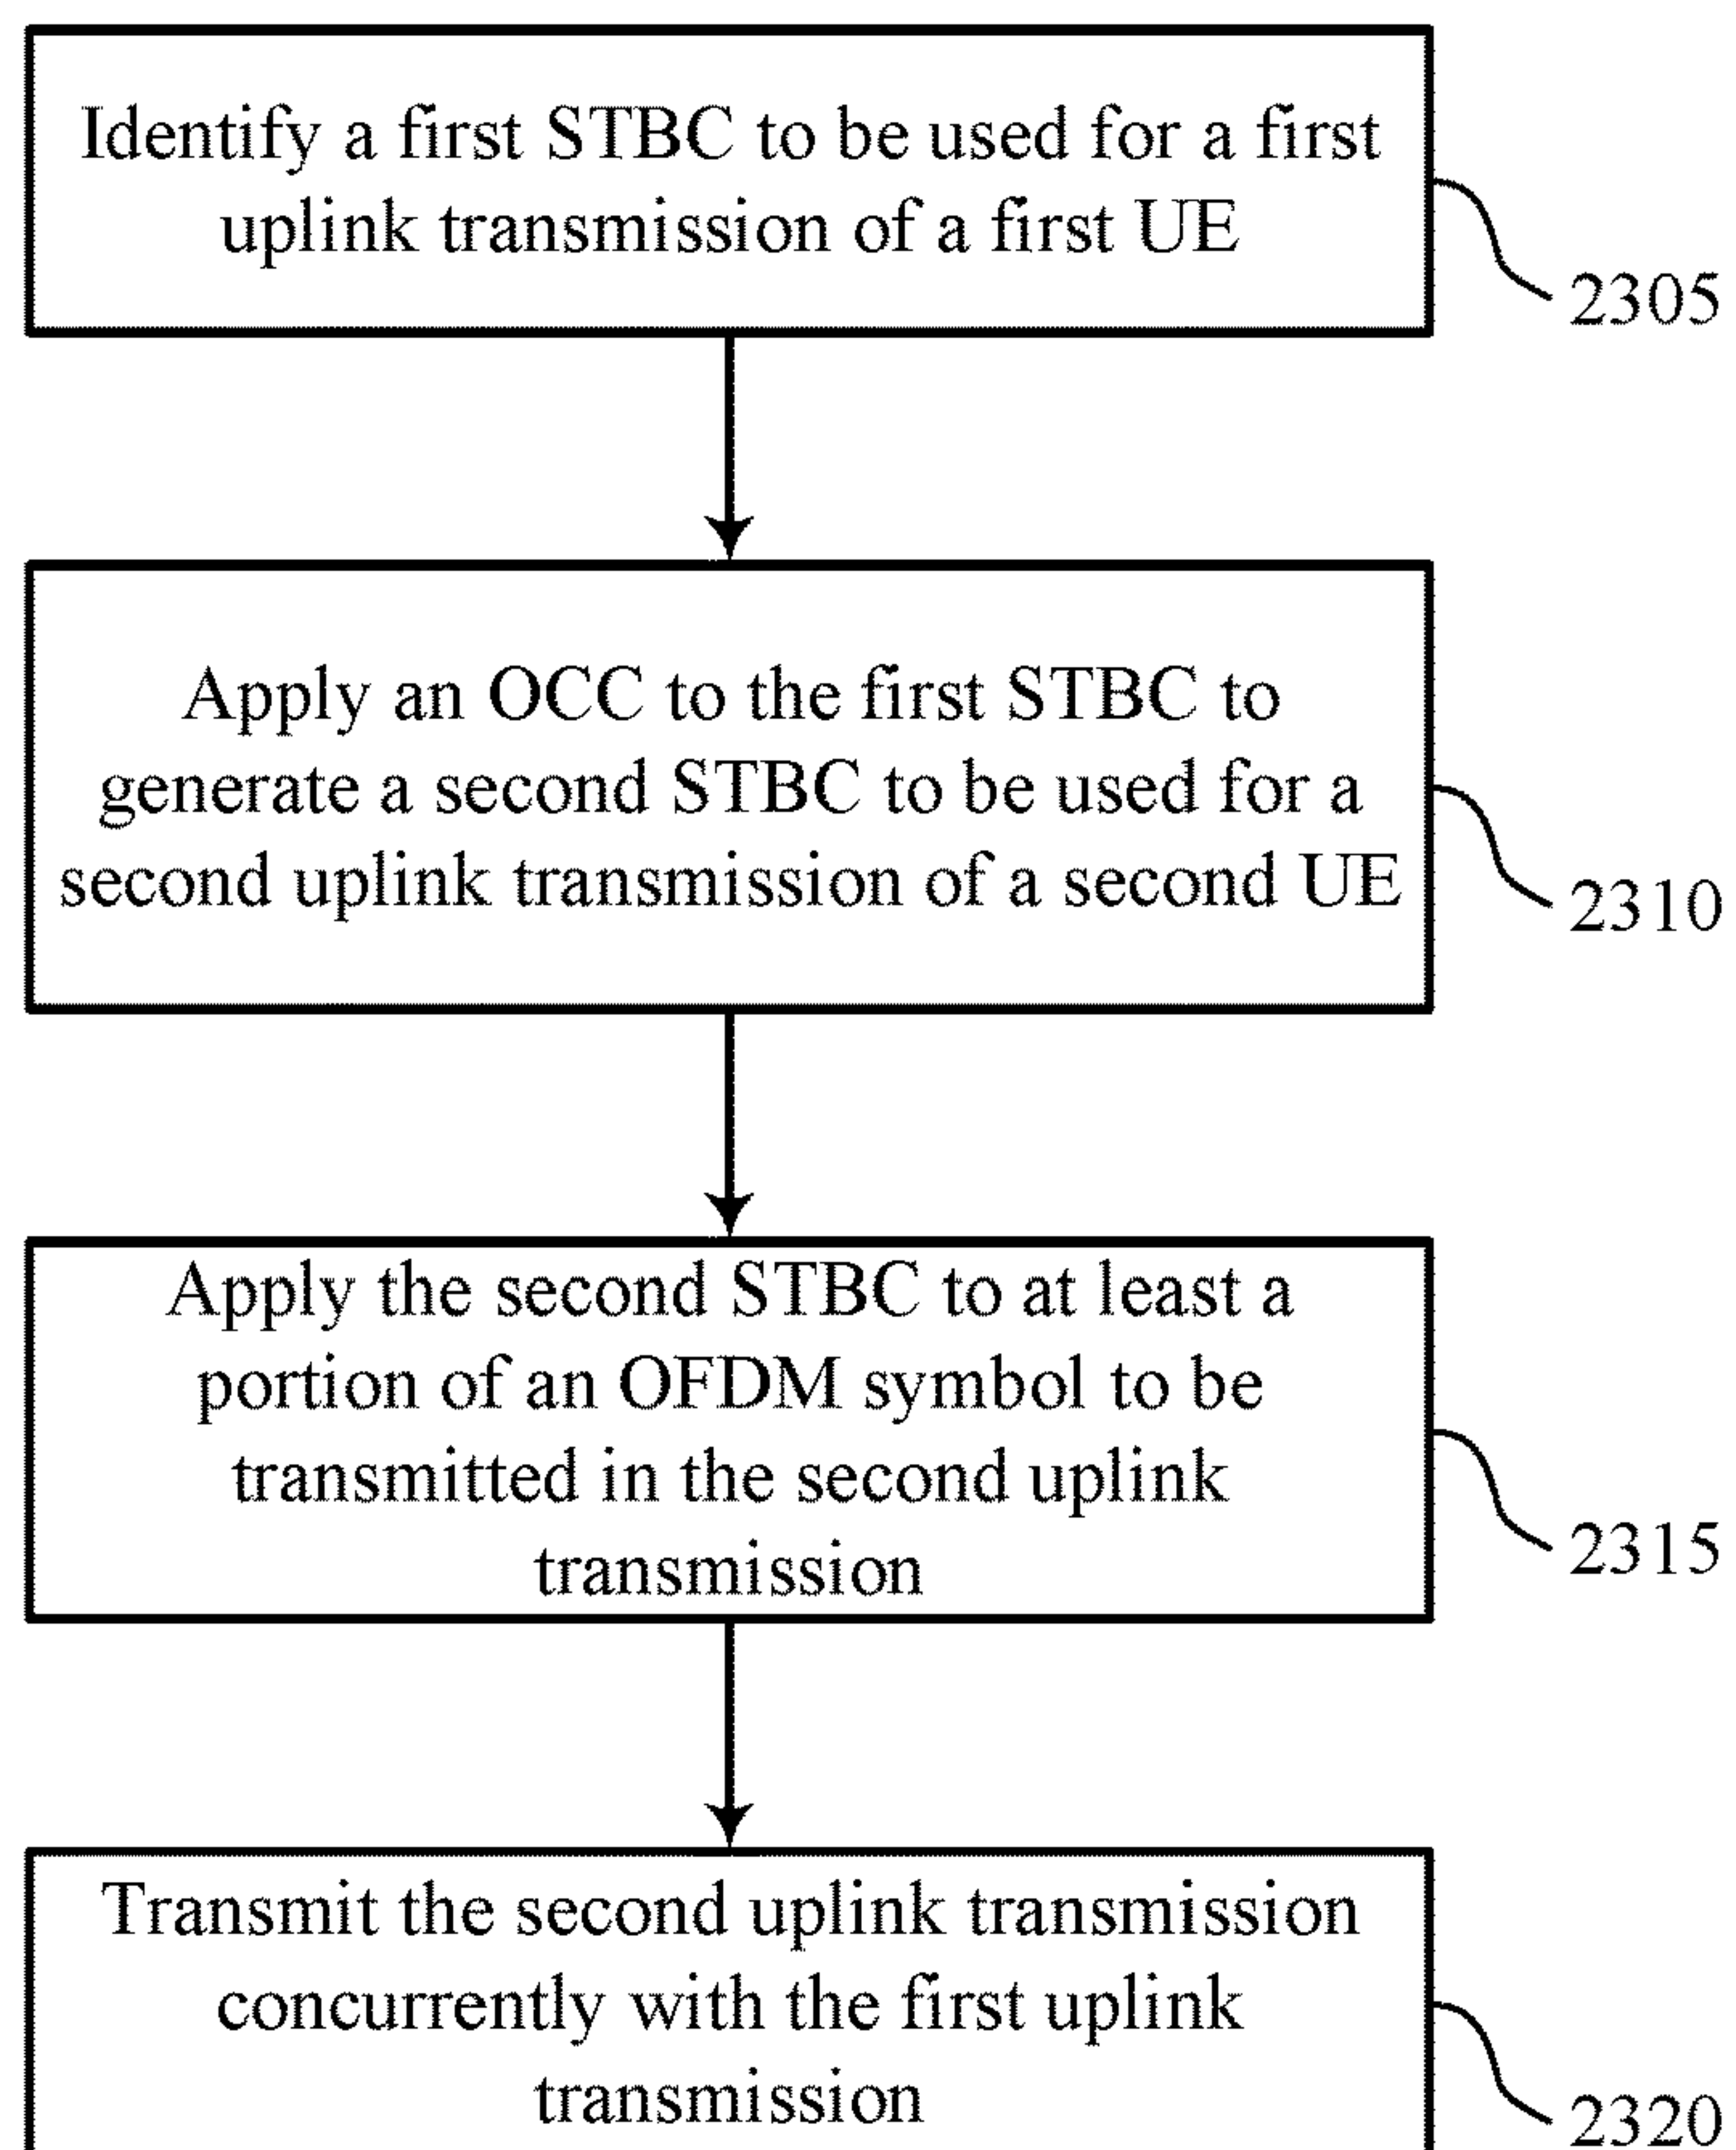 Identify a first STBC to be used for a first
uplink transmission of a first UE
2305
Apply an OCC to the first STBC to
generate a second STBC to be used for a
second uplink transmission of a second UE
2310
Apply the second STBC to at least a
portion of an OFDM symbol to be
transmitted in the second uplink
transmission
2315
Transmit the second uplink transmission
concurrently with the first uplink
transmission
2320